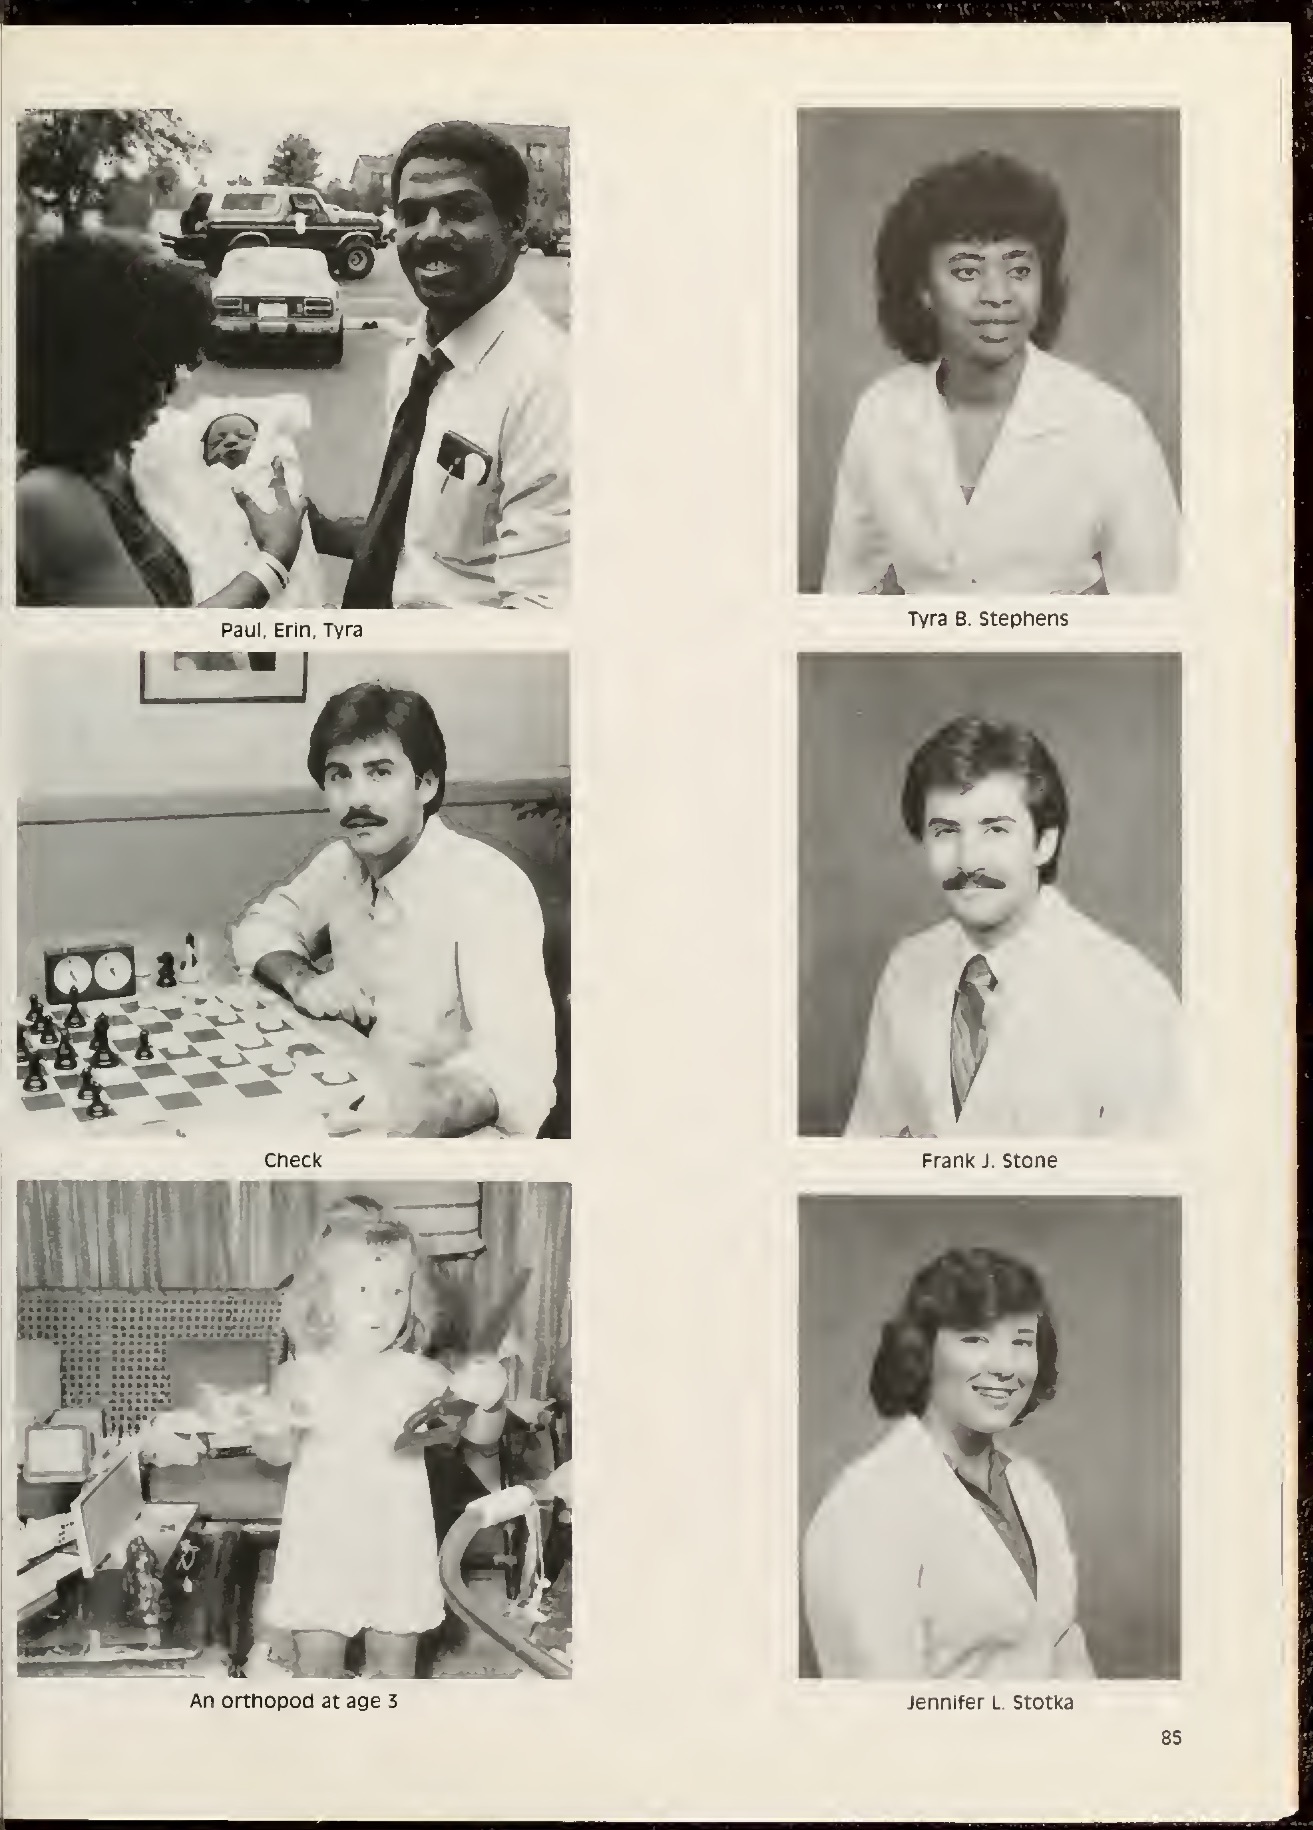 Paul, Erin, Tyra
Tyra B. Stephens
Check
Frank J. Stone
An orthopod at age 3
Jennifer L. Stotka
85